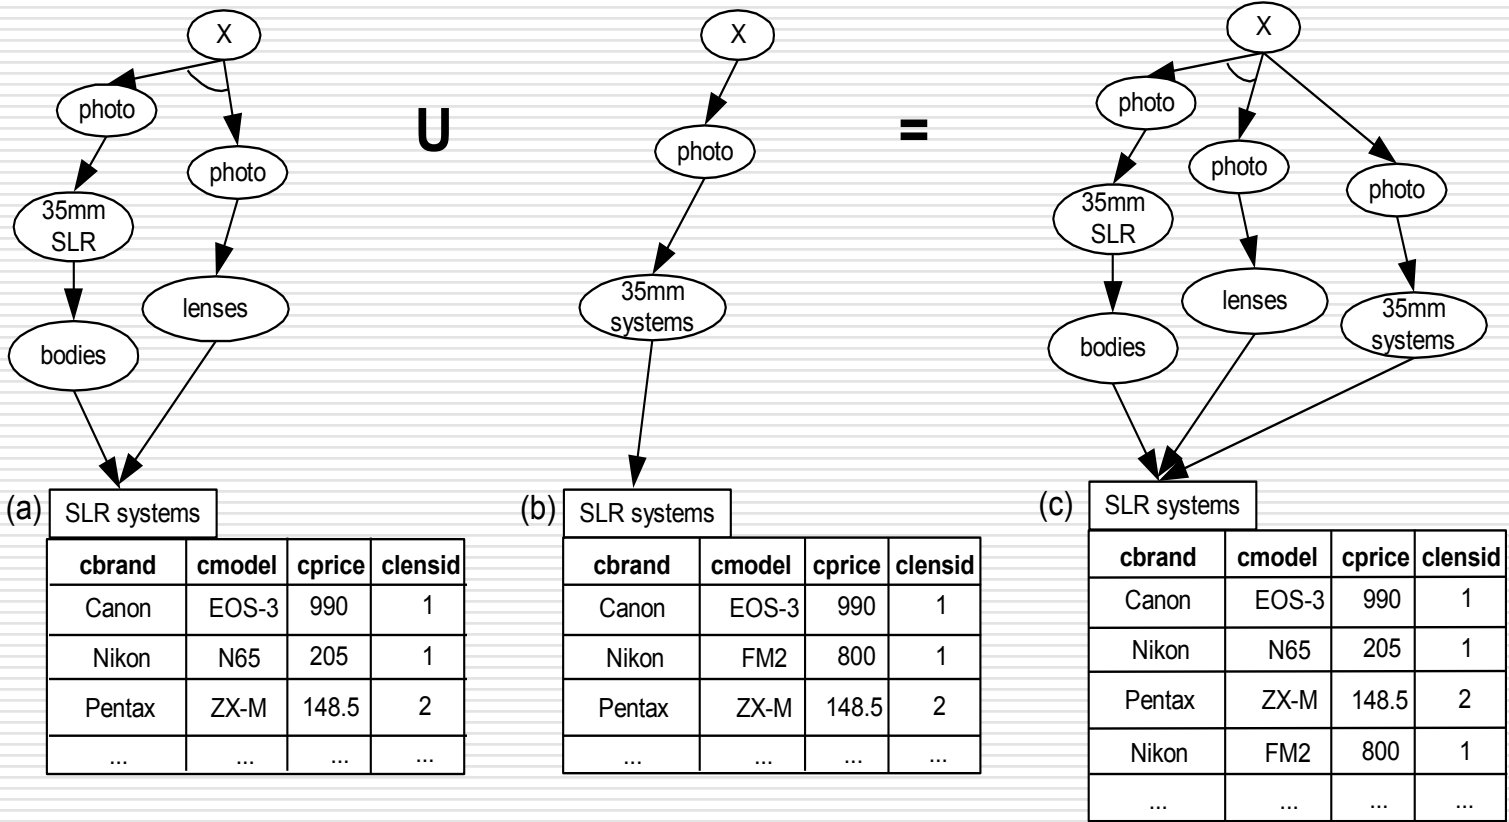 X
photo
photo
35mm
SLR
lenses
bodies
(a)
SLR systems
cbrand cmodel cprice clensid
Canon EOS-3 990 1
Nikon N65 205 1
Pentax ZX-M 148.5 2
... ... ... ...
U
X
photo
35mm
systems
(b)
SLR systems
cbrand cmodel cprice clensid
Canon EOS-3 990 1
Nikon FM2 800 1
Pentax ZX-M 148.5 2
... ... ... ...
=
X
photo
photo
photo
35mm
SLR
lenses
35mm
systems
bodies
(c)
SLR systems
cbrand cmodel cprice clensid
Canon EOS-3 990 1
Nikon N65 205 1
Pentax ZX-M 148.5 2
Nikon FM2 800 1
... ... ... ...